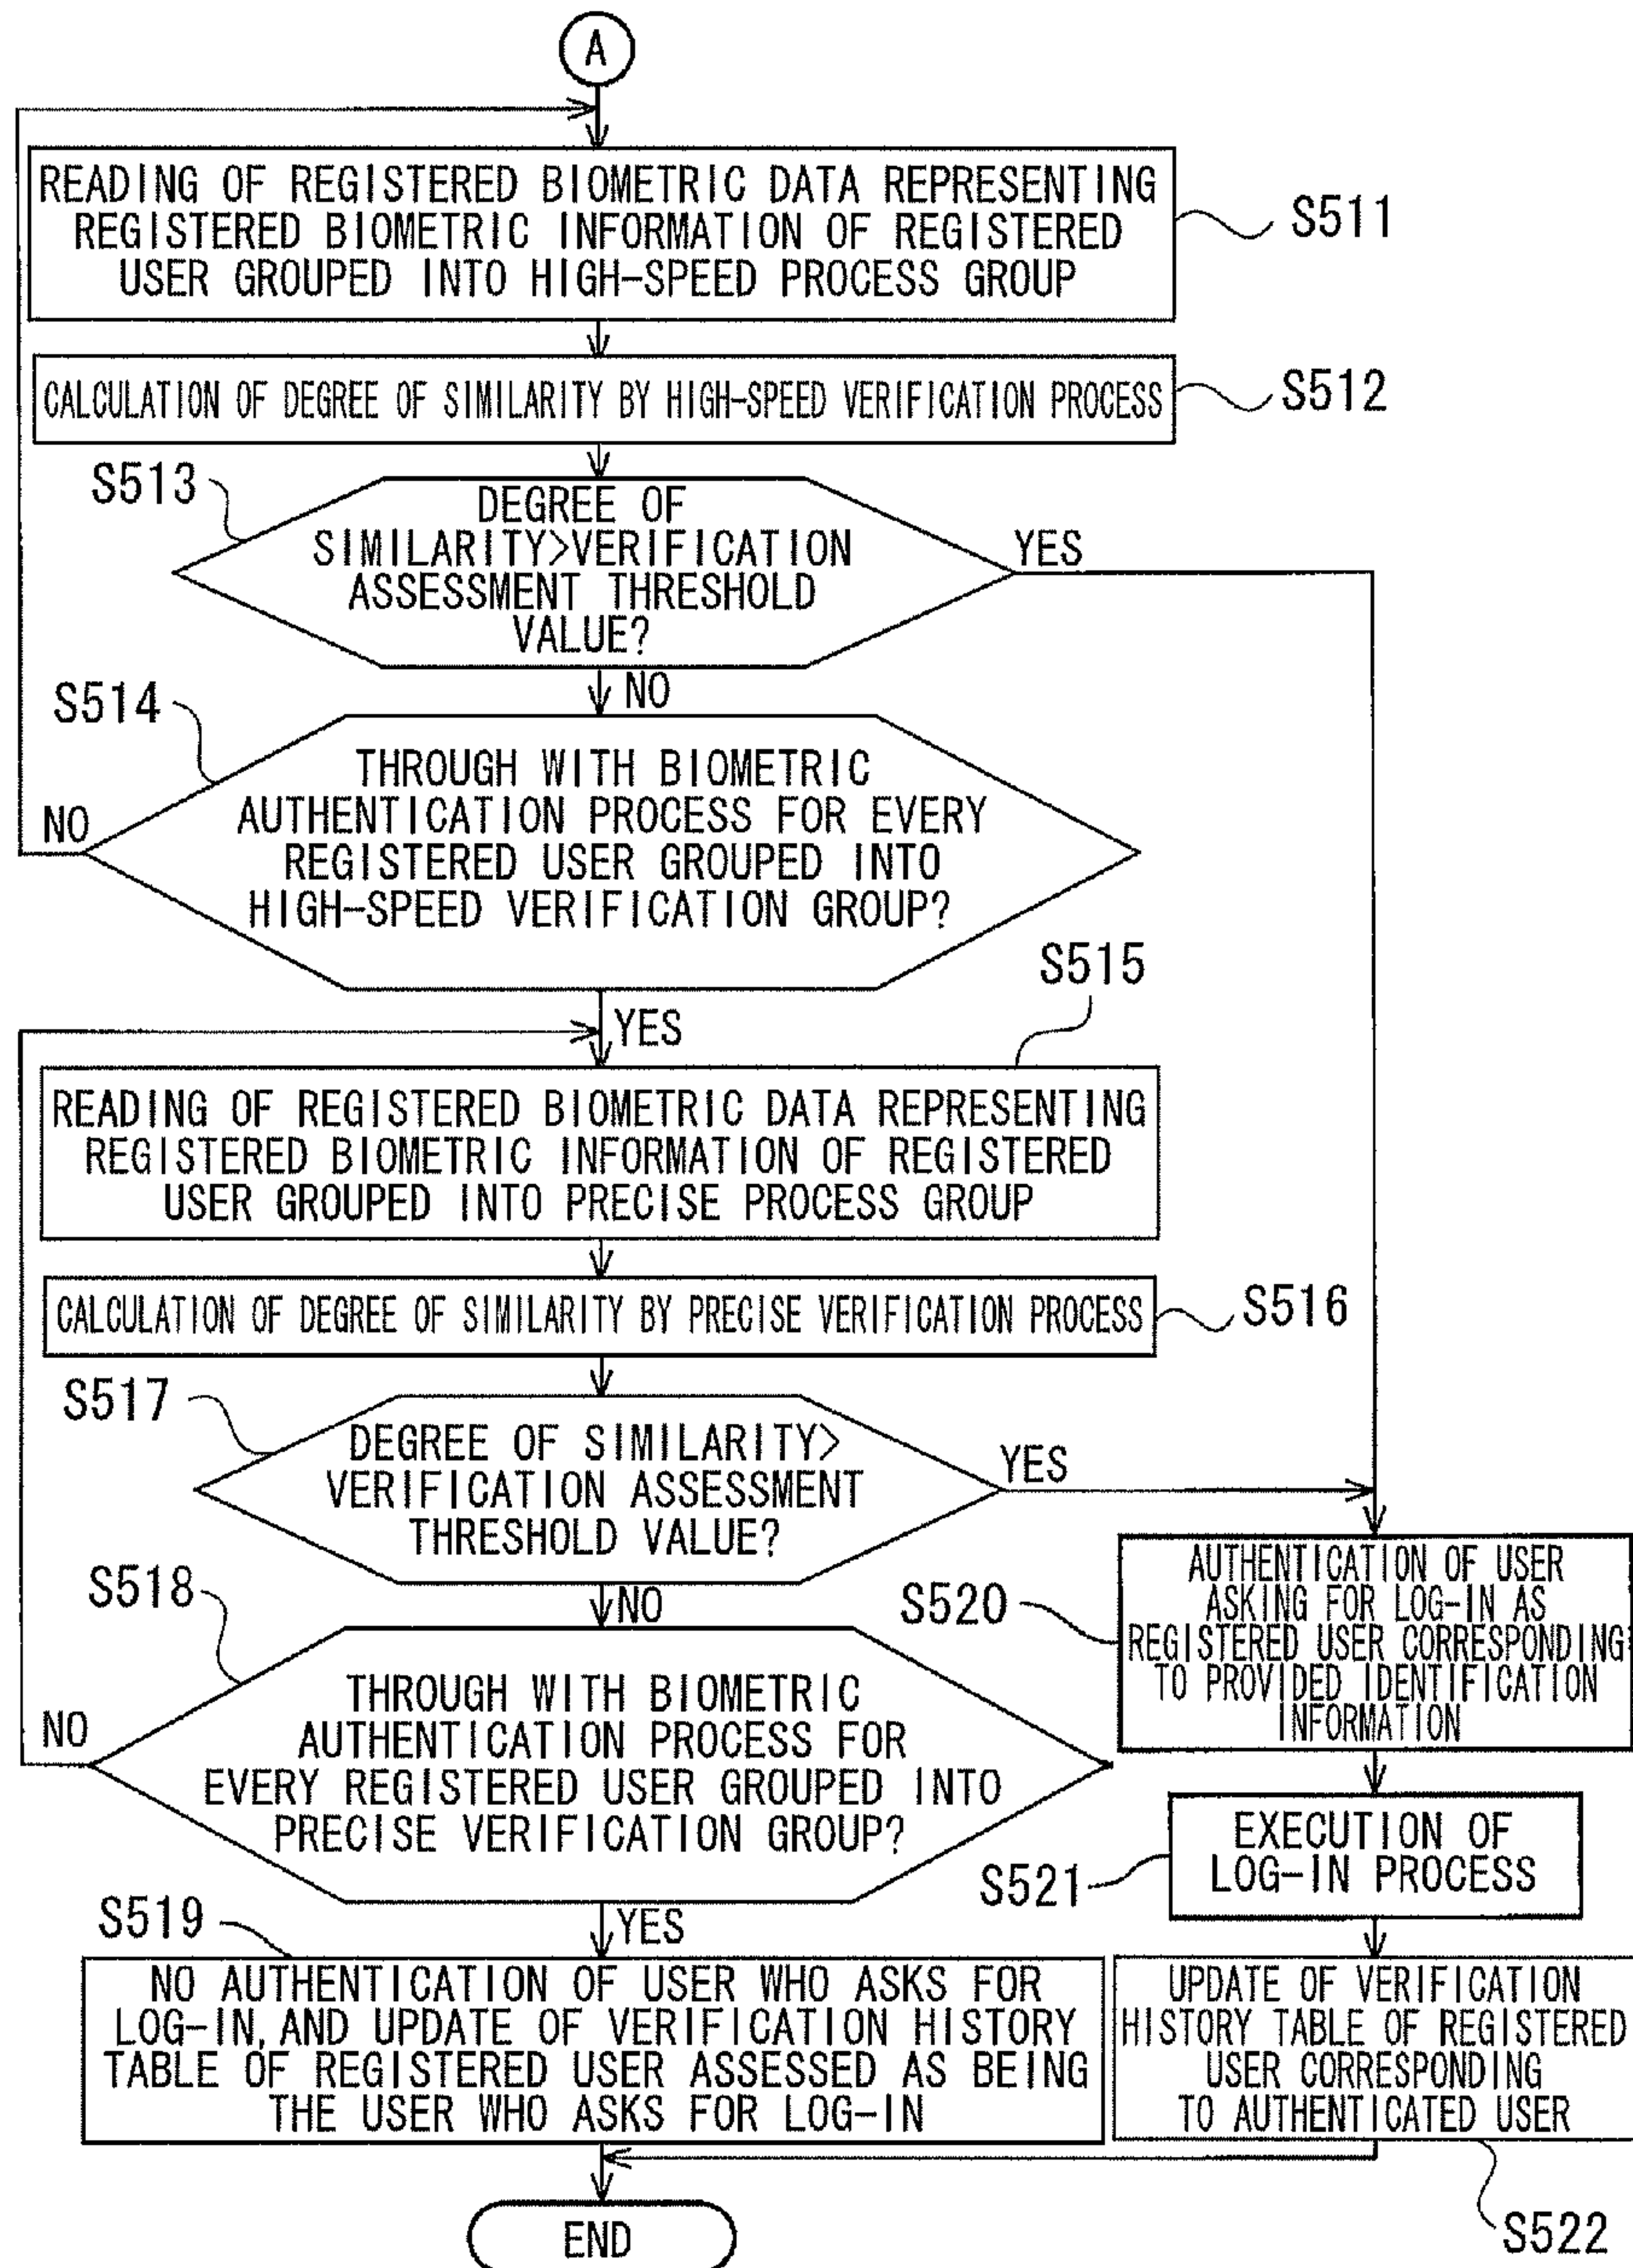 A
READING OF REGISTERED BIOMETRIC DATA REPRESENTING
REGISTERED BIOMETRIC INFORMATION OF REGISTERED
USER GROUPED INTO HIGH-SPEED PROCESS GROUP
S511
CALCULATION OF DEGREE OF SIMILARITY BY HIGH-SPEED VERIFICATION PROCESS
S512
S513
DEGREE OF
SIMILARITY>VERIFICATION
ASSESSMENT THRESHOLD
VALUE?
YES
NO
S514
THROUGH WITH BIOMETRIC
AUTHENTICATION PROCESS FOR EVERY
REGISTERED USER GROUPED INTO
HIGH-SPEED VERIFICATION GROUP?
NO
YES
S515
READING OF REGISTERED BIOMETRIC DATA REPRESENTING
REGISTERED BIOMETRIC INFORMATION OF REGISTERED
USER GROUPED INTO PRECISE PROCESS GROUP
CALCULATION OF DEGREE OF SIMILARITY BY PRECISE VERIFICATION PROCESS
S516
S517
DEGREE OF SIMILARITY>
VERIFICATION ASSESSMENT
THRESHOLD VALUE?
YES
NO
S518
THROUGH WITH BIOMETRIC
AUTHENTICATION PROCESS FOR
EVERY REGISTERED USER GROUPED INTO
PRECISE VERIFICATION GROUP?
NO
YES
S519
NO AUTHENTICATION OF USER WHO ASKS FOR
LOG-IN, AND UPDATE OF VERIFICATION HISTORY
TABLE OF REGISTERED USER ASSESSED AS BEING
THE USER WHO ASKS FOR LOG-IN
S520
AUTHENTICATION OF USER
ASKING FOR LOG-IN AS
REGISTERED USER CORRESPONDING
TO PROVIDED IDENTIFICATION
INFORMATION
S521
EXECUTION OF
LOG-IN PROCESS
UPDATE OF VERIFICATION
HISTORY TABLE OF REGISTERED
USER CORRESPONDING
TO AUTHENTICATED USER
S522
END